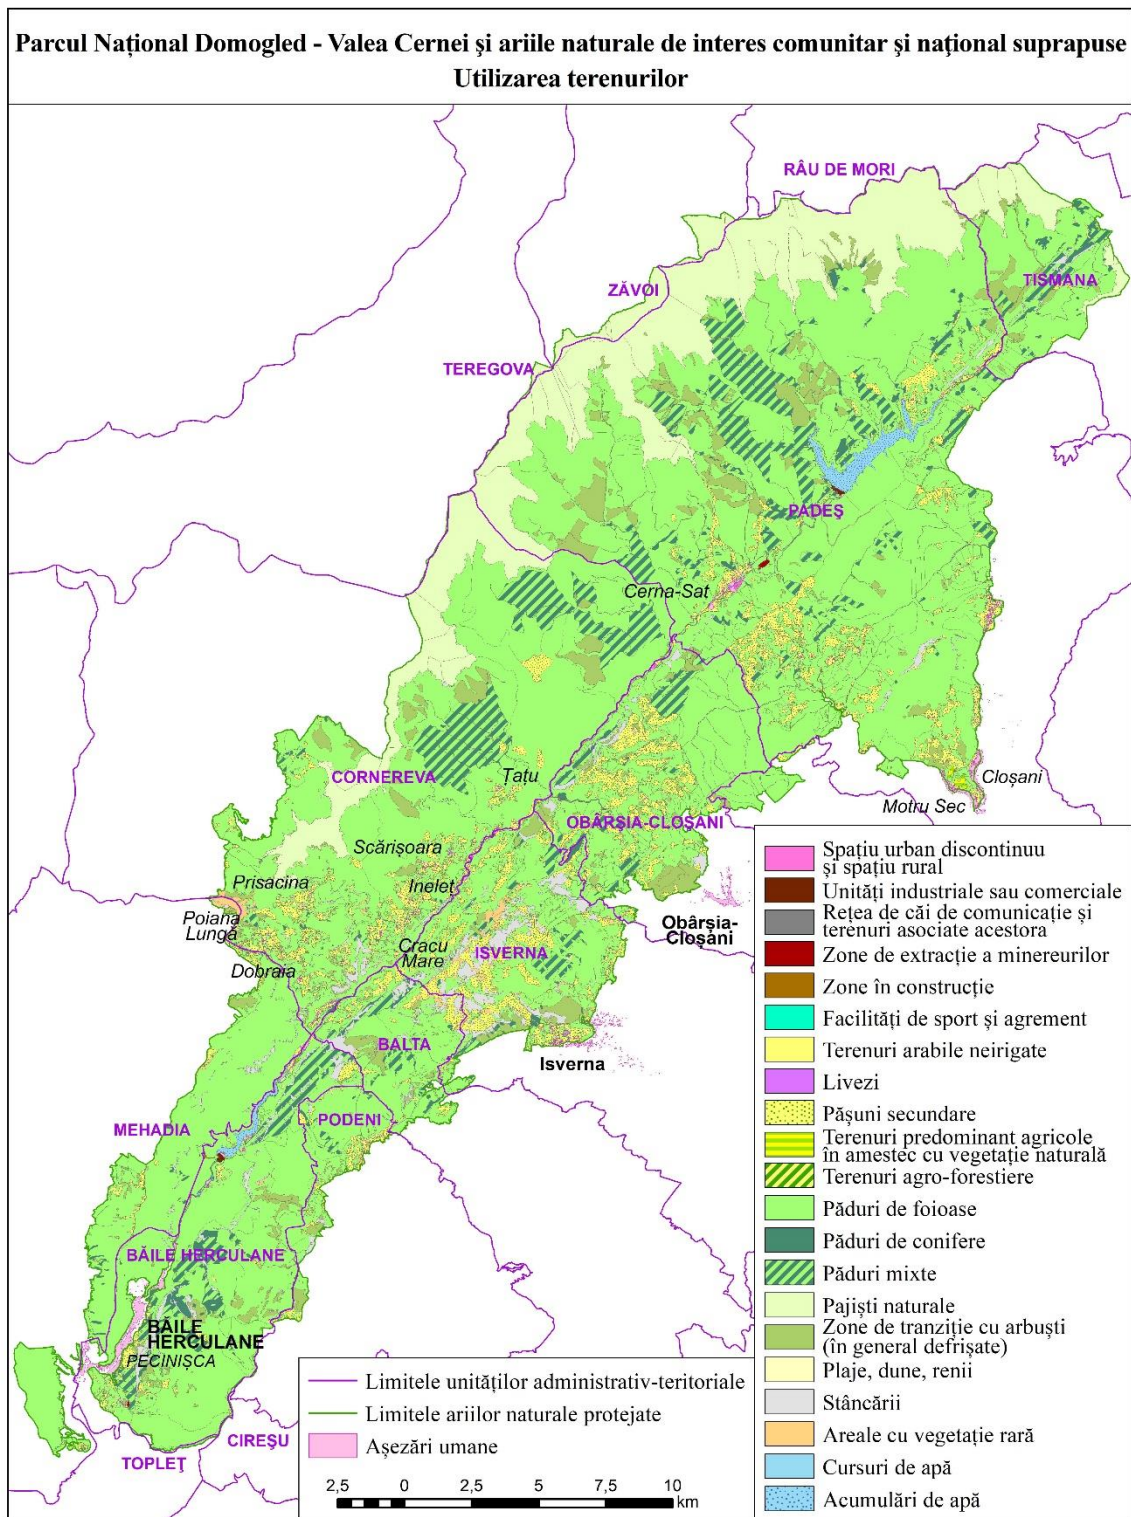 Parcul Național Domogled - Valea Cernei şi ariile naturale de interes comunitar şi naţional suprapuse
Utilizarea terenurilor
RÂU DE MORI
TISMANA
ZĂVOI
TEREGOVA
PADEŞ
Cerna-Sat
CORNEREVA
Țatu
Cloșani
Motru Sec
OBÂRȘIA-CLOȘANI
Scărișoara
Prisacina
Ineleț
Poiana
Lungă
Obârșia-
Cloșani
Cracu
Mare
ISVERNA
Dobraia
BALTA
Isverna
PODENI
MEHADIA
BĂILE HERCULANE
BĂILE
HERCULANE
PECINIȘCA
CIREŞU
TOPLEŢ
Spațiu urban discontinuu
și spațiu rural
Unități industriale sau comerciale
Rețea de căi de comunicație și
terenuri asociate acestora
Zone de extracție a minereurilor
Zone în construcție
Facilități de sport și agrement
Terenuri arabile neirigate
Livezi
Pășuni secundare
Terenuri predominant agricole
în amestec cu vegetație naturală
Terenuri agro-forestiere
Păduri de foioase
Păduri de conifere
Păduri mixte
Pajiști naturale
Zone de tranziție cu arbuști
(în general defrișate)
Plaje, dune, renii
Stâncării
Areale cu vegetație rară
Cursuri de apă
Acumulări de apă
Limitele unităților administrativ-teritoriale
Limitele ariilor naturale protejate
Așezări umane
2,5 0 2,5 5 7,5 10
km